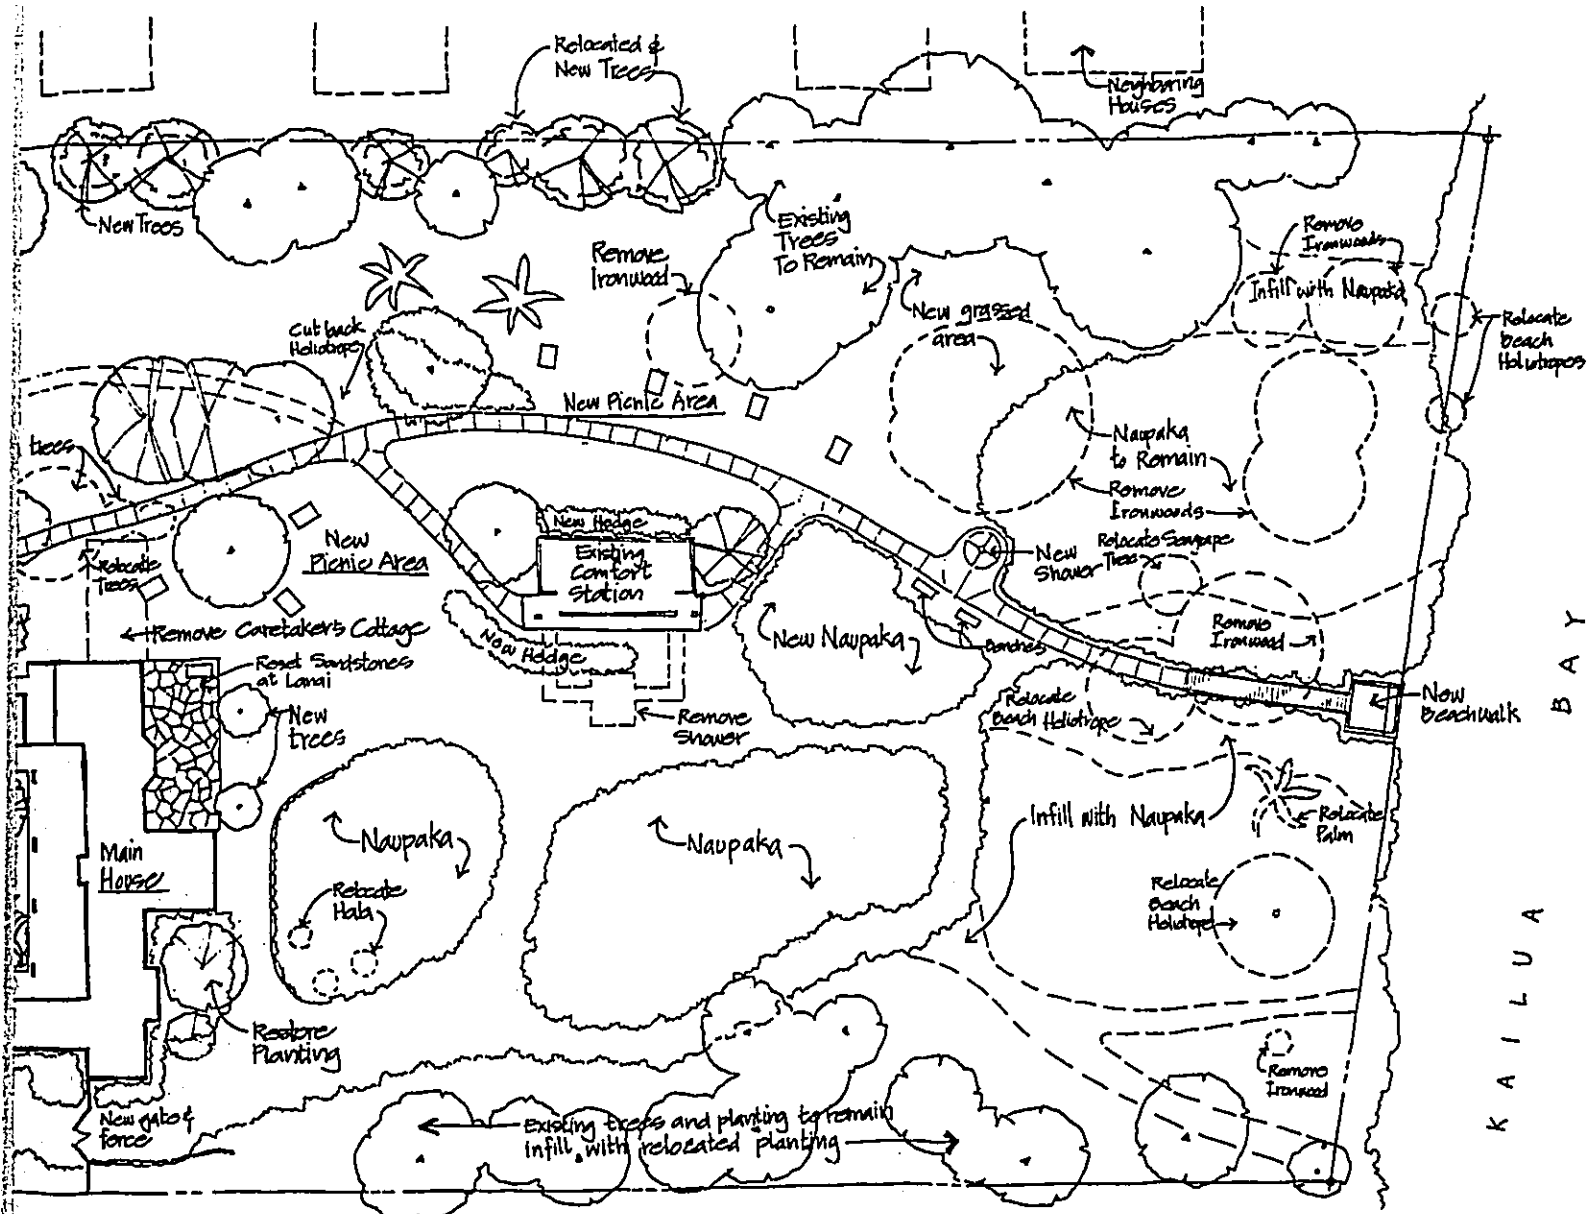 Relocated &
New Trees
Neighboring
Houses
New Trees
Existing
Trees
To Remain
Remove
Ironwood
Remove
Ironwoods
Infill with Naupaka
New grassed
area
Relocate
beach
Heliotropes
Cut back
Heliotrope
New Picnic Area
trees
Naupaka
to Remain
Remove
Ironwoods
New Hedge
Existing
Comfort
Station
New
Picnic Area
Relocate
Trees
New
Shower
Relocate Seagrape
Trees
Remove Caretaker's Cottage
New Hedge
New Naupaka
Benches
Remove
Ironwood
Reset Sandstones
at Lanai
New
trees
Remove
Shower
Relocate
Beach Heliotrope
New
Beachwalk
Infill with Naupaka
Relocate
Palm
Main
House
Naupaka
Naupaka
Relocate
Hala
Relocate
Beach
Heliotrope
Restore
Planting
Remove
Ironwood
New gate &
fence
Existing trees and planting to remain
infill with relocated planting
KAILUA BAY